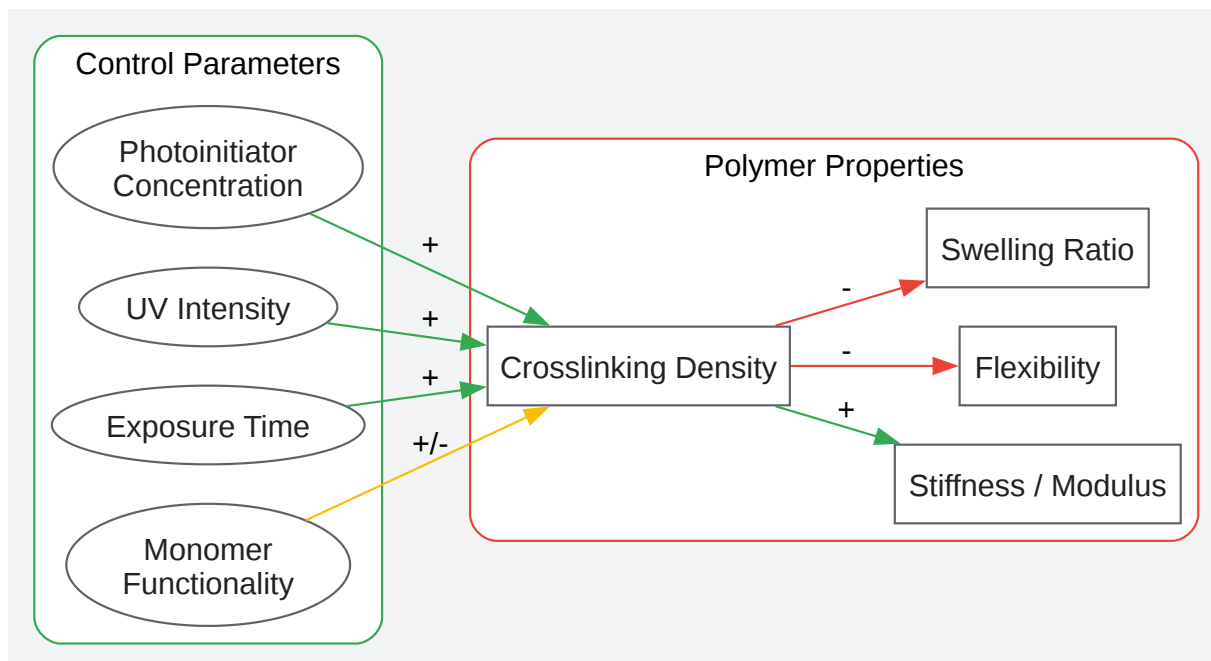 Control Parameters
Photoinitiator
Concentration
UV Intensity
Exposure Time
Monomer
Functionality
+
+
+
+/-
Polymer Properties
Crosslinking Density
-
-
+
Swelling Ratio
Flexibility
Stiffness / Modulus